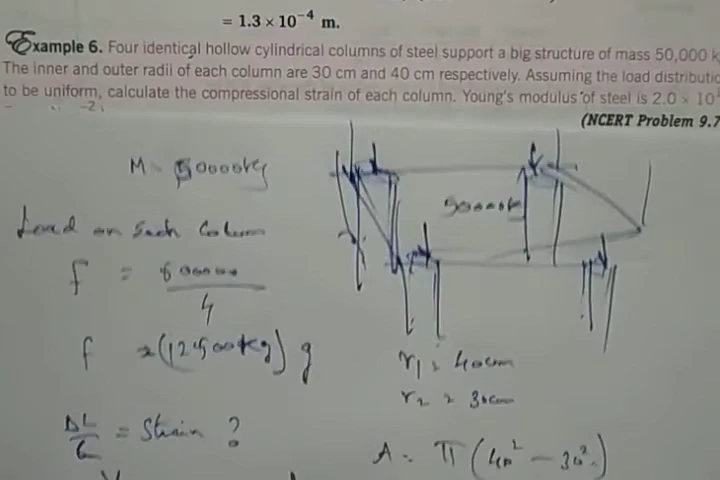 = 1.3 × 10⁻⁴ m.
Example 6. Four identical hollow cylindrical columns of steel support a big structure of mass 50,000 k
The inner and outer radii of each column are 30 cm and 40 cm respectively. Assuming the load distributio
to be uniform, calculate the compressional strain of each column. Young's modulus of steel is 2.0 × 10
(NCERT Problem 9.7
M = 50000kg
Load on each Column
50000k
F =
4
f = (12500kg) g
r₁ = 40cm
r₂ = 30cm
ΔL/L = Strain ?
A = π (40² - 30²)